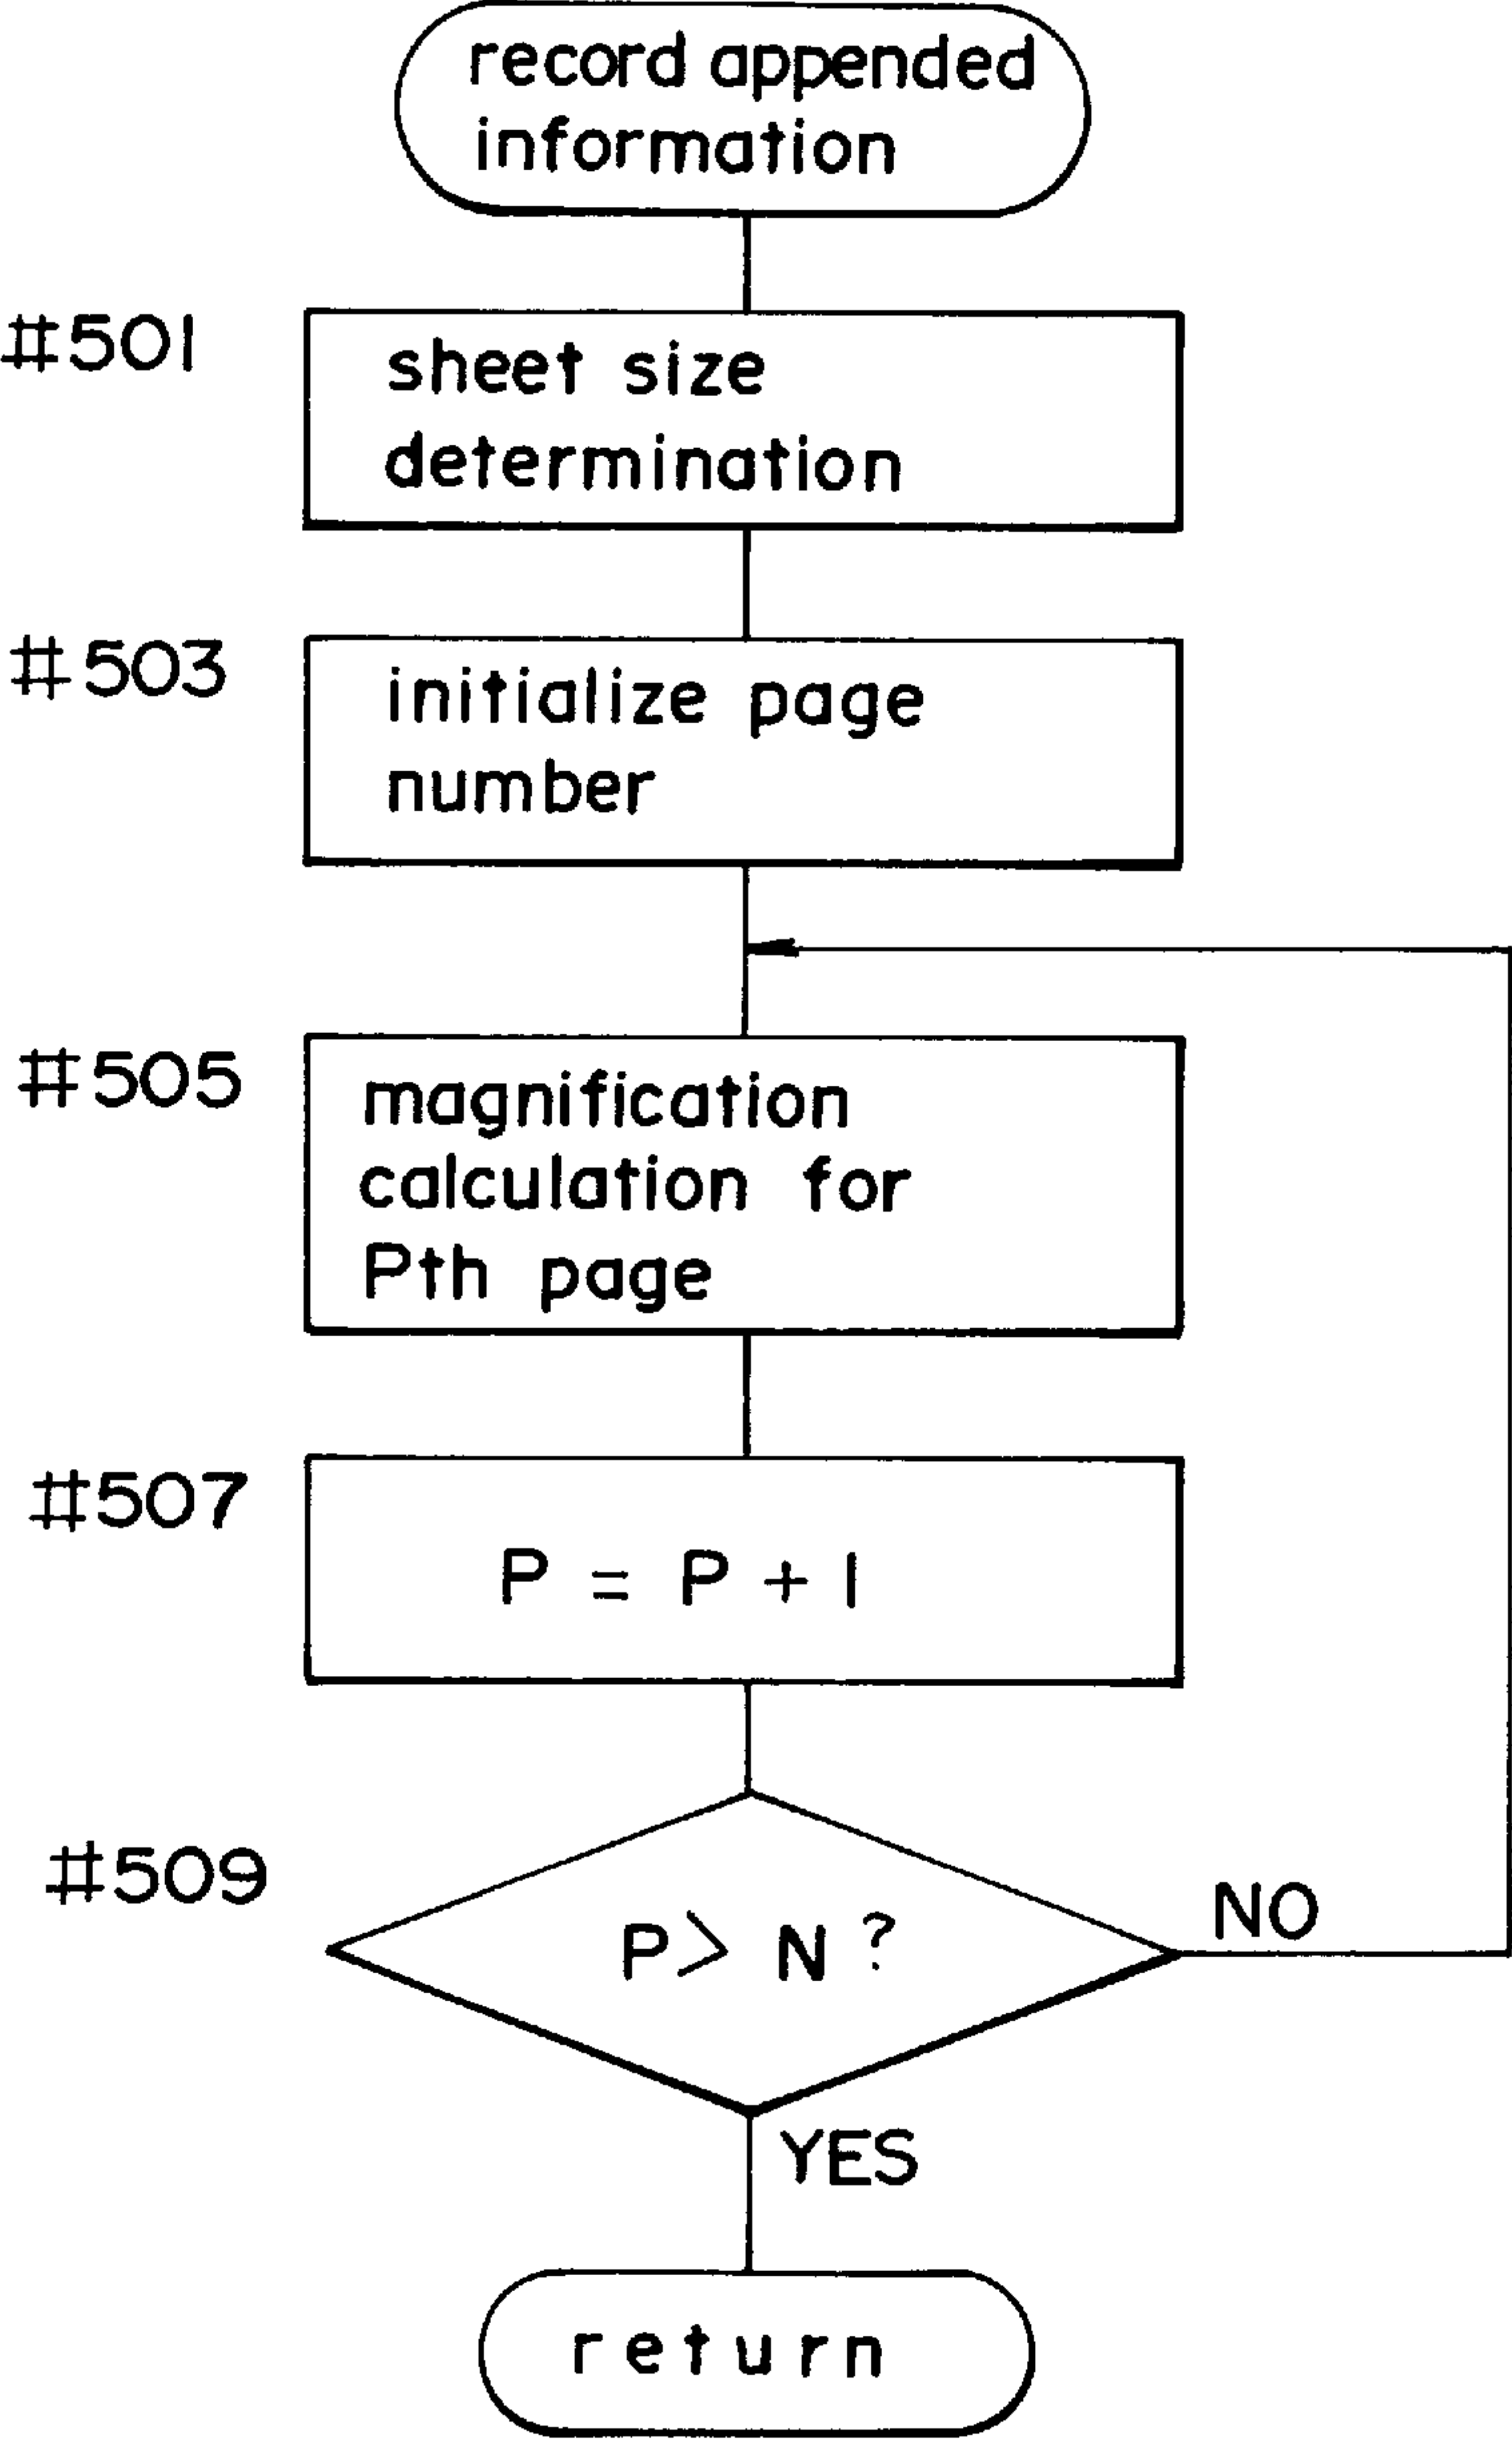 record appended
information
#501
sheet size
determination
#503
initialize page
number
#505
magnification
calculation for
Pth page
#507
P = P + 1
#509
P > N ?
NO
YES
return